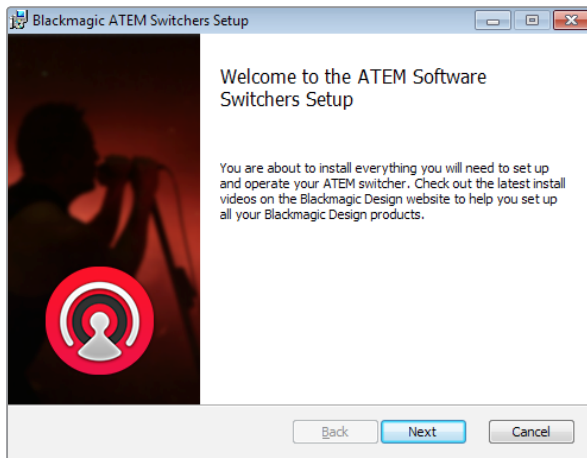 Blackmagic ATEM Switchers Setup
Welcome to the ATEM Software
Switchers Setup
You are about to install everything you will need to set up
and operate your ATEM switcher. Check out the latest install
videos on the Blackmagic Design website to help you set up
all your Blackmagic Design products.
Back
Next
Cancel